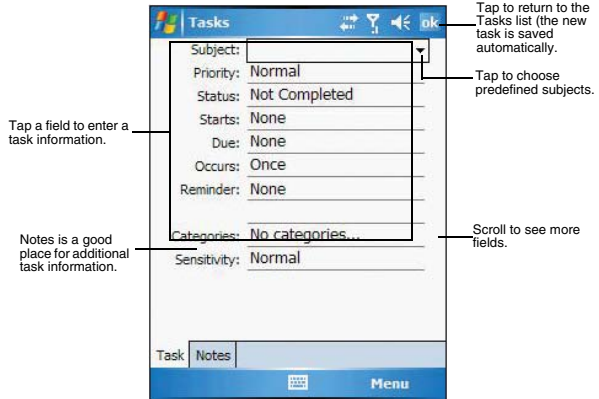 Tap to return to the
Tasks list (the new
task is saved
automatically.
Tasks
ok
Subject:
Tap to choose
predefined subjects.
Priority: Normal
Status: Not Completed
Starts: None
Tap a field to enter a
task information.
Due: None
Occurs: Once
Reminder: None
Categories: No categories...
Scroll to see more
fields.
Notes is a good
place for additional
task information.
Sensitivity: Normal
Task Notes
Menu